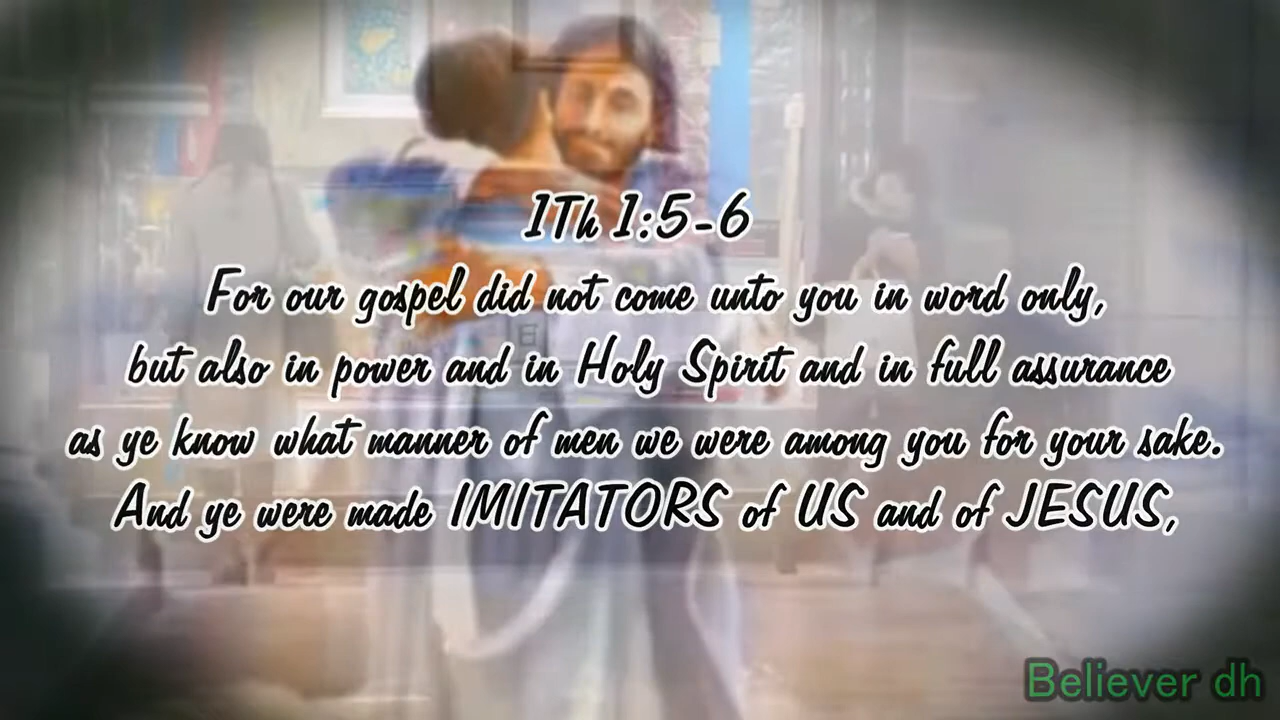 1Th 1:5-6
For our gospel did not come unto you in word only,
but also in power and in Holy Spirit and in full assurance
as ye know what manner of men we were among you for your sake.
And ye were made IMITATORS of US and of JESUS,
Believer dh